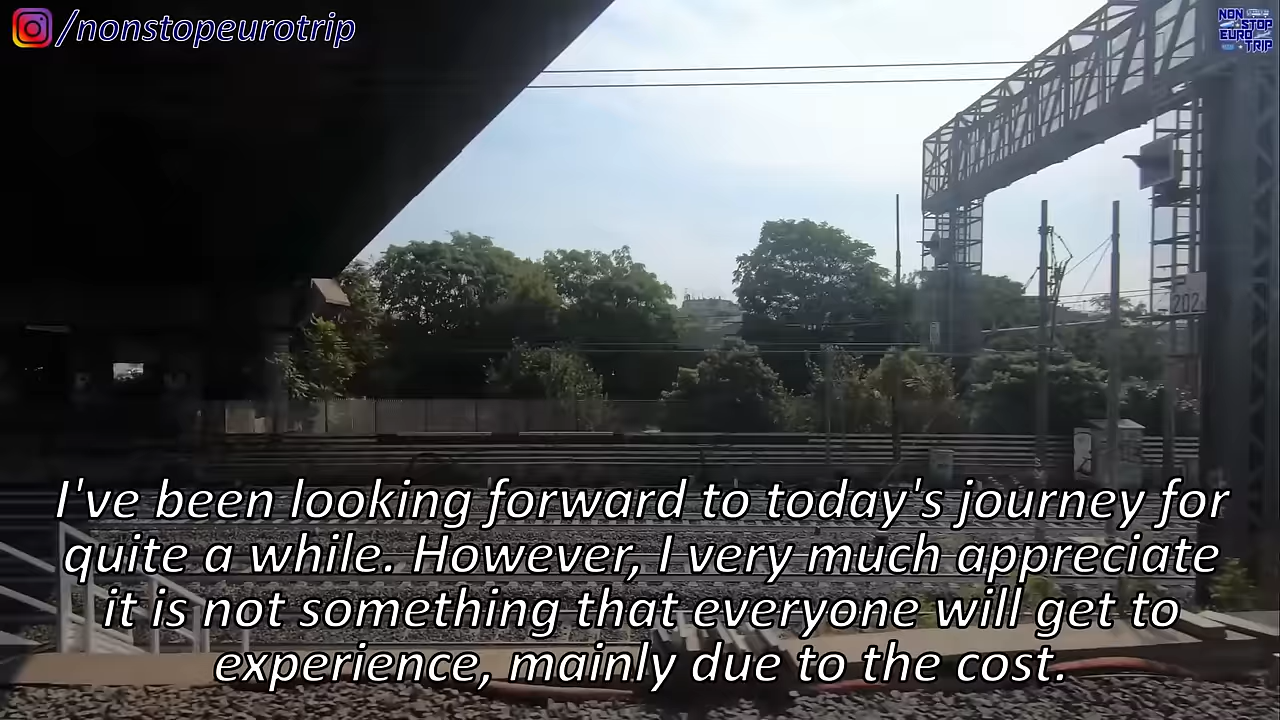 /nonstopeurotrip
NON
STOP
EURO
TRIP
202
I've been looking forward to today's journey for
quite a while. However, I very much appreciate
it is not something that everyone will get to
experience, mainly due to the cost.